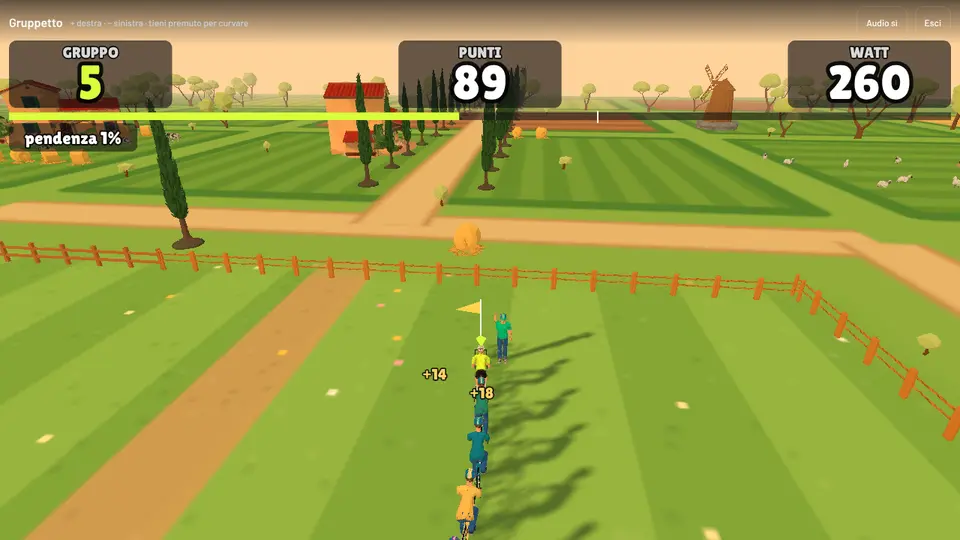 Gruppetto
+ destra · − sinistra · tieni premuto per curvare
Audio sì
Esci
GRUPPO
5
PUNTI
89
WATT
260
pendenza 1%
+14
+18